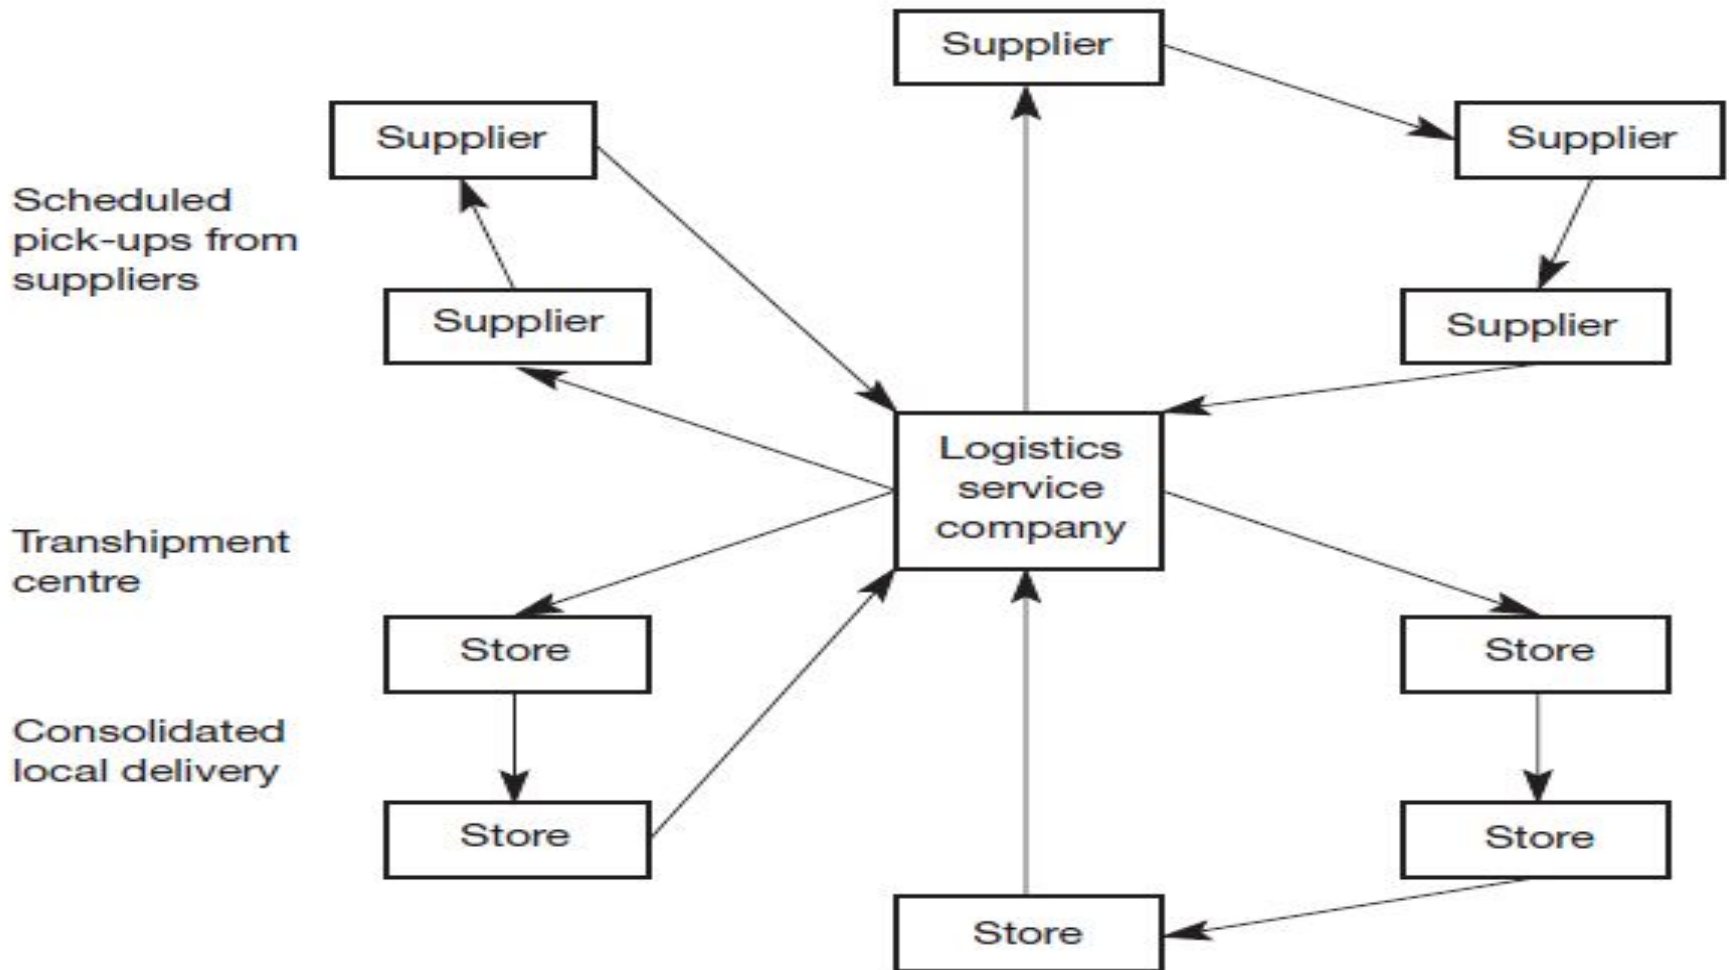 Supplier
Supplier
Supplier
Scheduled
pick-ups from
suppliers
Supplier
Supplier
Logistics
service
company
Transhipment
centre
Store
Store
Consolidated
local delivery
Store
Store
Store